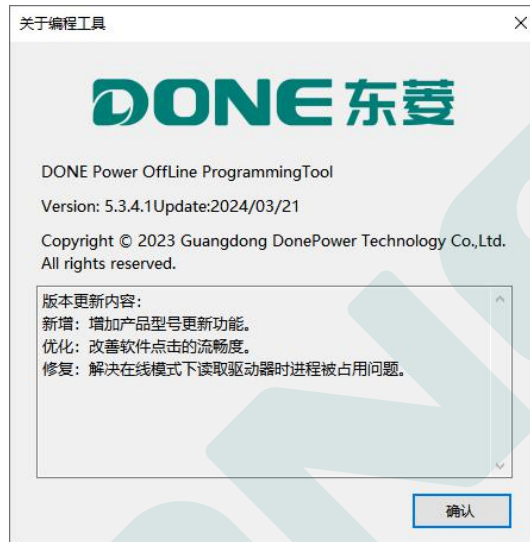 关于编程工具
DONE东菱
DONE Power OffLine ProgrammingTool
Version: 5.3.4.1Update:2024/03/21
Copyright © 2023 Guangdong DonePower Technology Co.,Ltd.
All rights reserved.
版本更新内容：
新增：增加产品型号更新功能。
优化：改善软件点击的流畅度。
修复：解决在线模式下读取驱动器时进程被占用问题。
确认